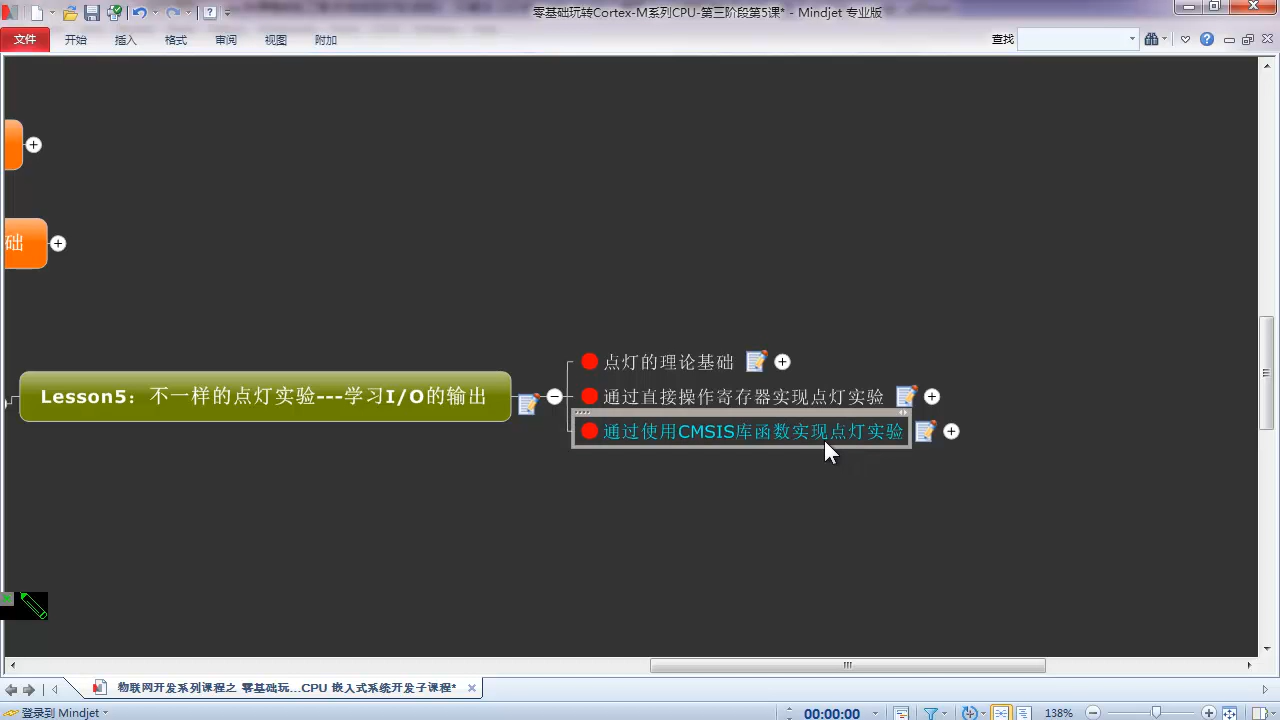 零基础玩转Cortex-M系列CPU-第三阶段第5课* - Mindjet 专业版
文件 开始 插入 格式 审阅 视图 附加 查找
础
点灯的理论基础
Lesson5：不一样的点灯实验---学习I/O的输出
通过直接操作寄存器实现点灯实验
通过使用CMSIS库函数实现点灯实验
物联网开发系列课程之 零基础玩...CPU 嵌入式系统开发子课程*
登录到 Mindjet 00:00:00 138%